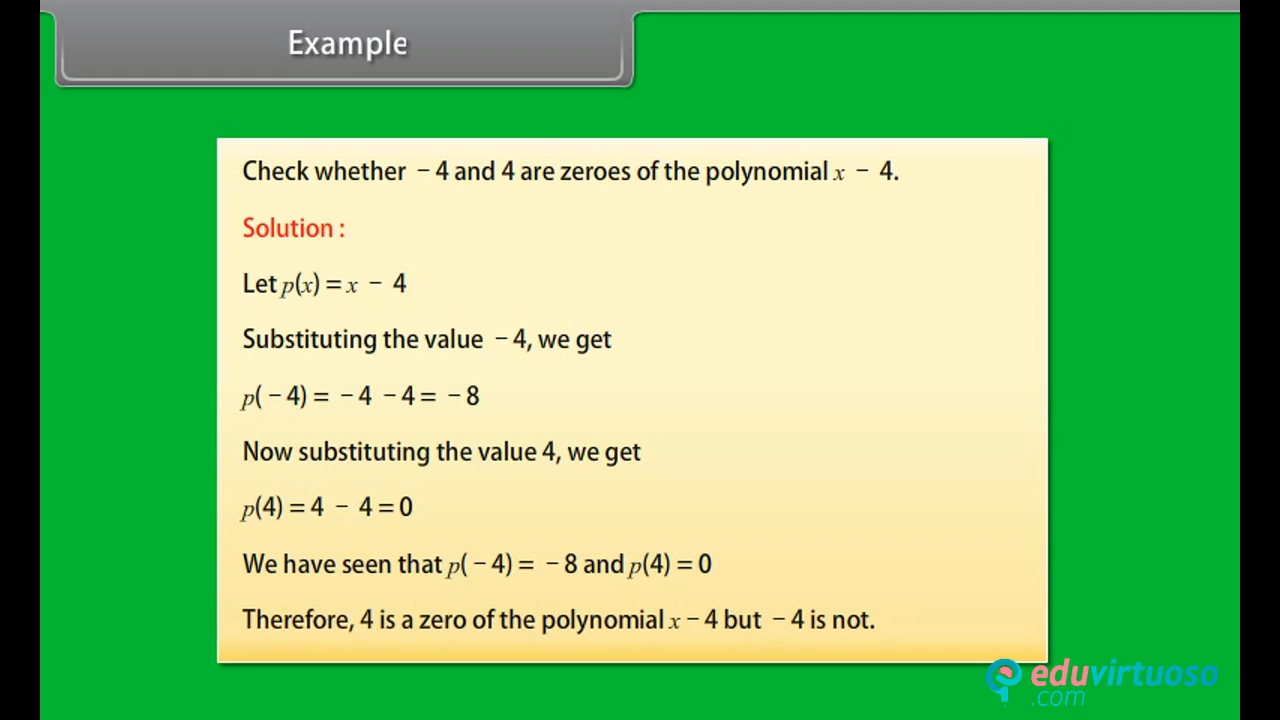 Example
Check whether − 4 and 4 are zeroes of the polynomial x − 4.
Solution :
Let p(x) = x − 4
Substituting the value − 4, we get
p( − 4) = − 4 − 4 = − 8
Now substituting the value 4, we get
p(4) = 4 − 4 = 0
We have seen that p( − 4) = − 8 and p(4) = 0
Therefore, 4 is a zero of the polynomial x − 4 but − 4 is not.
eduvirtuoso
.com